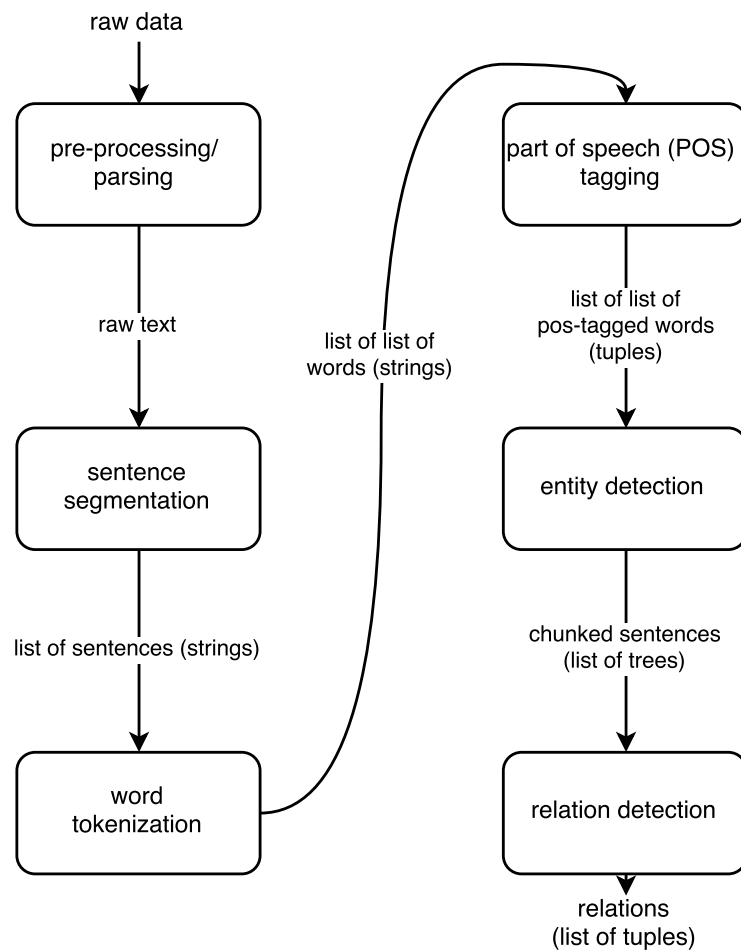 raw data
pre-processing/
parsing
raw text
sentence
segmentation
list of sentences (strings)
word
tokenization
list of list of
words (strings)
part of speech (POS)
tagging
list of list of
pos-tagged words
(tuples)
entity detection
chunked sentences
(list of trees)
relation detection
relations
(list of tuples)